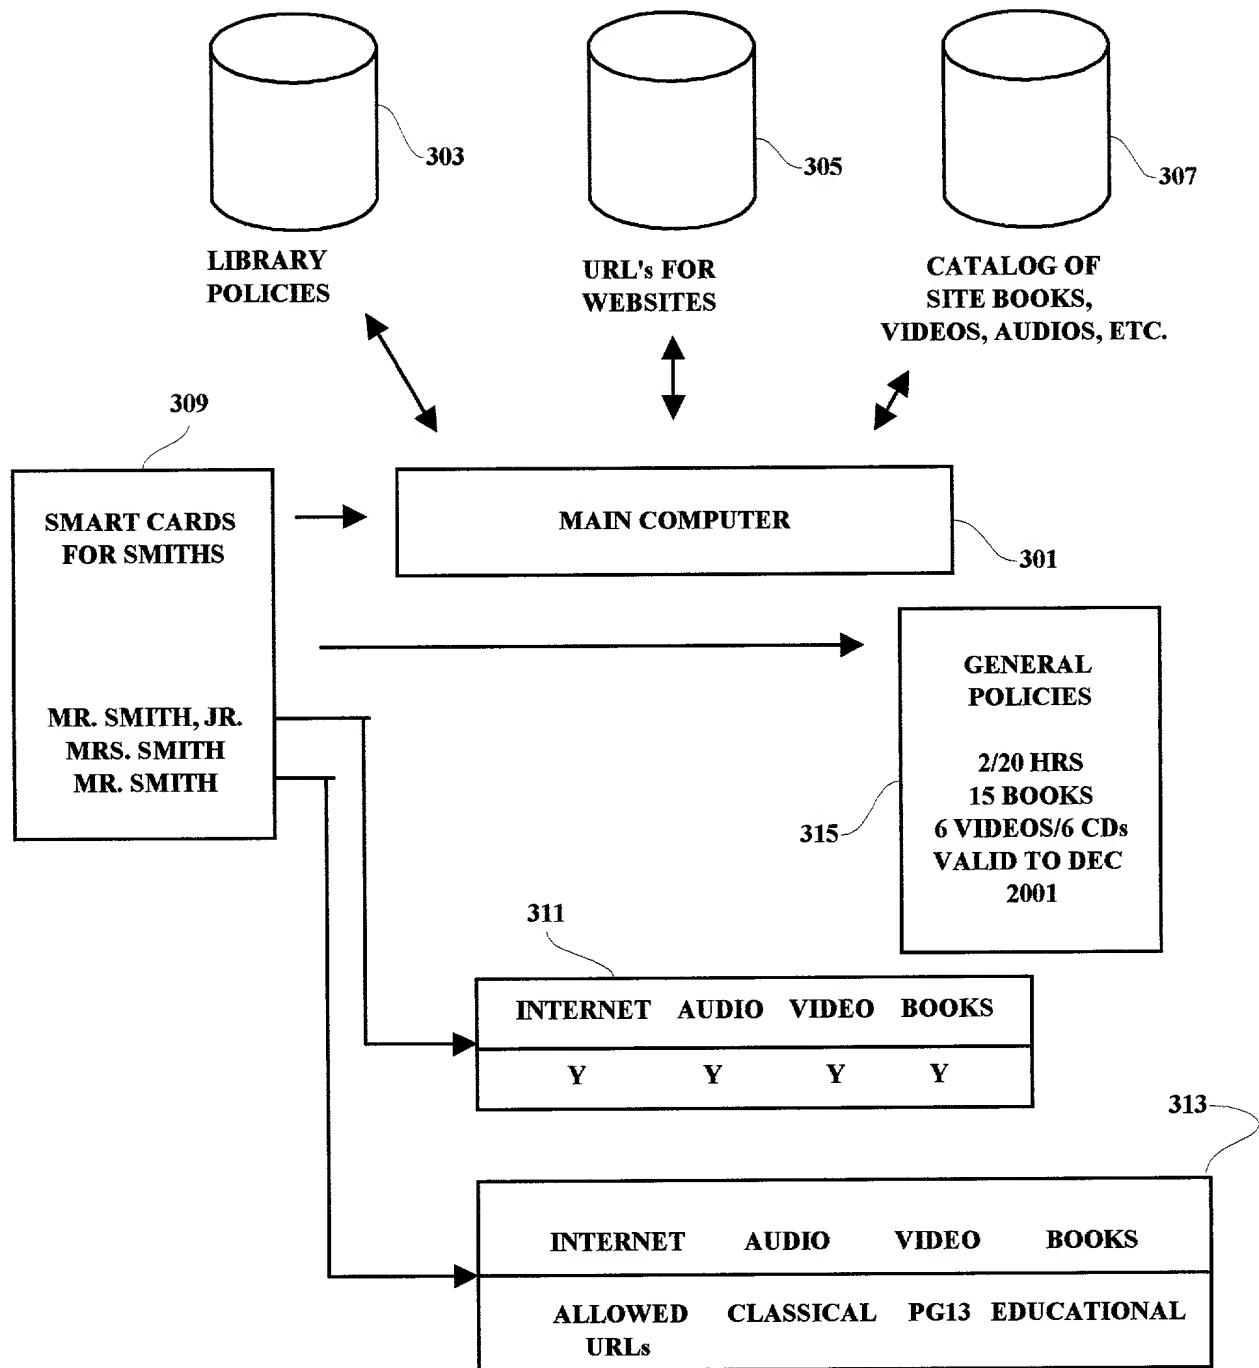 303
305
307
LIBRARY
POLICIES
URL's FOR
WEBSITES
CATALOG OF
SITE BOOKS,
VIDEOS, AUDIOS, ETC.
309
SMART CARDS
FOR SMITHS
MR. SMITH, JR.
MRS. SMITH
MR. SMITH
MAIN COMPUTER
301
GENERAL
POLICIES
2/20 HRS
15 BOOKS
6 VIDEOS/6 CDs
VALID TO DEC
2001
315
311
INTERNET AUDIO VIDEO BOOKS
Y Y Y Y
313
INTERNET AUDIO VIDEO BOOKS
ALLOWED CLASSICAL PG13 EDUCATIONAL
URLs